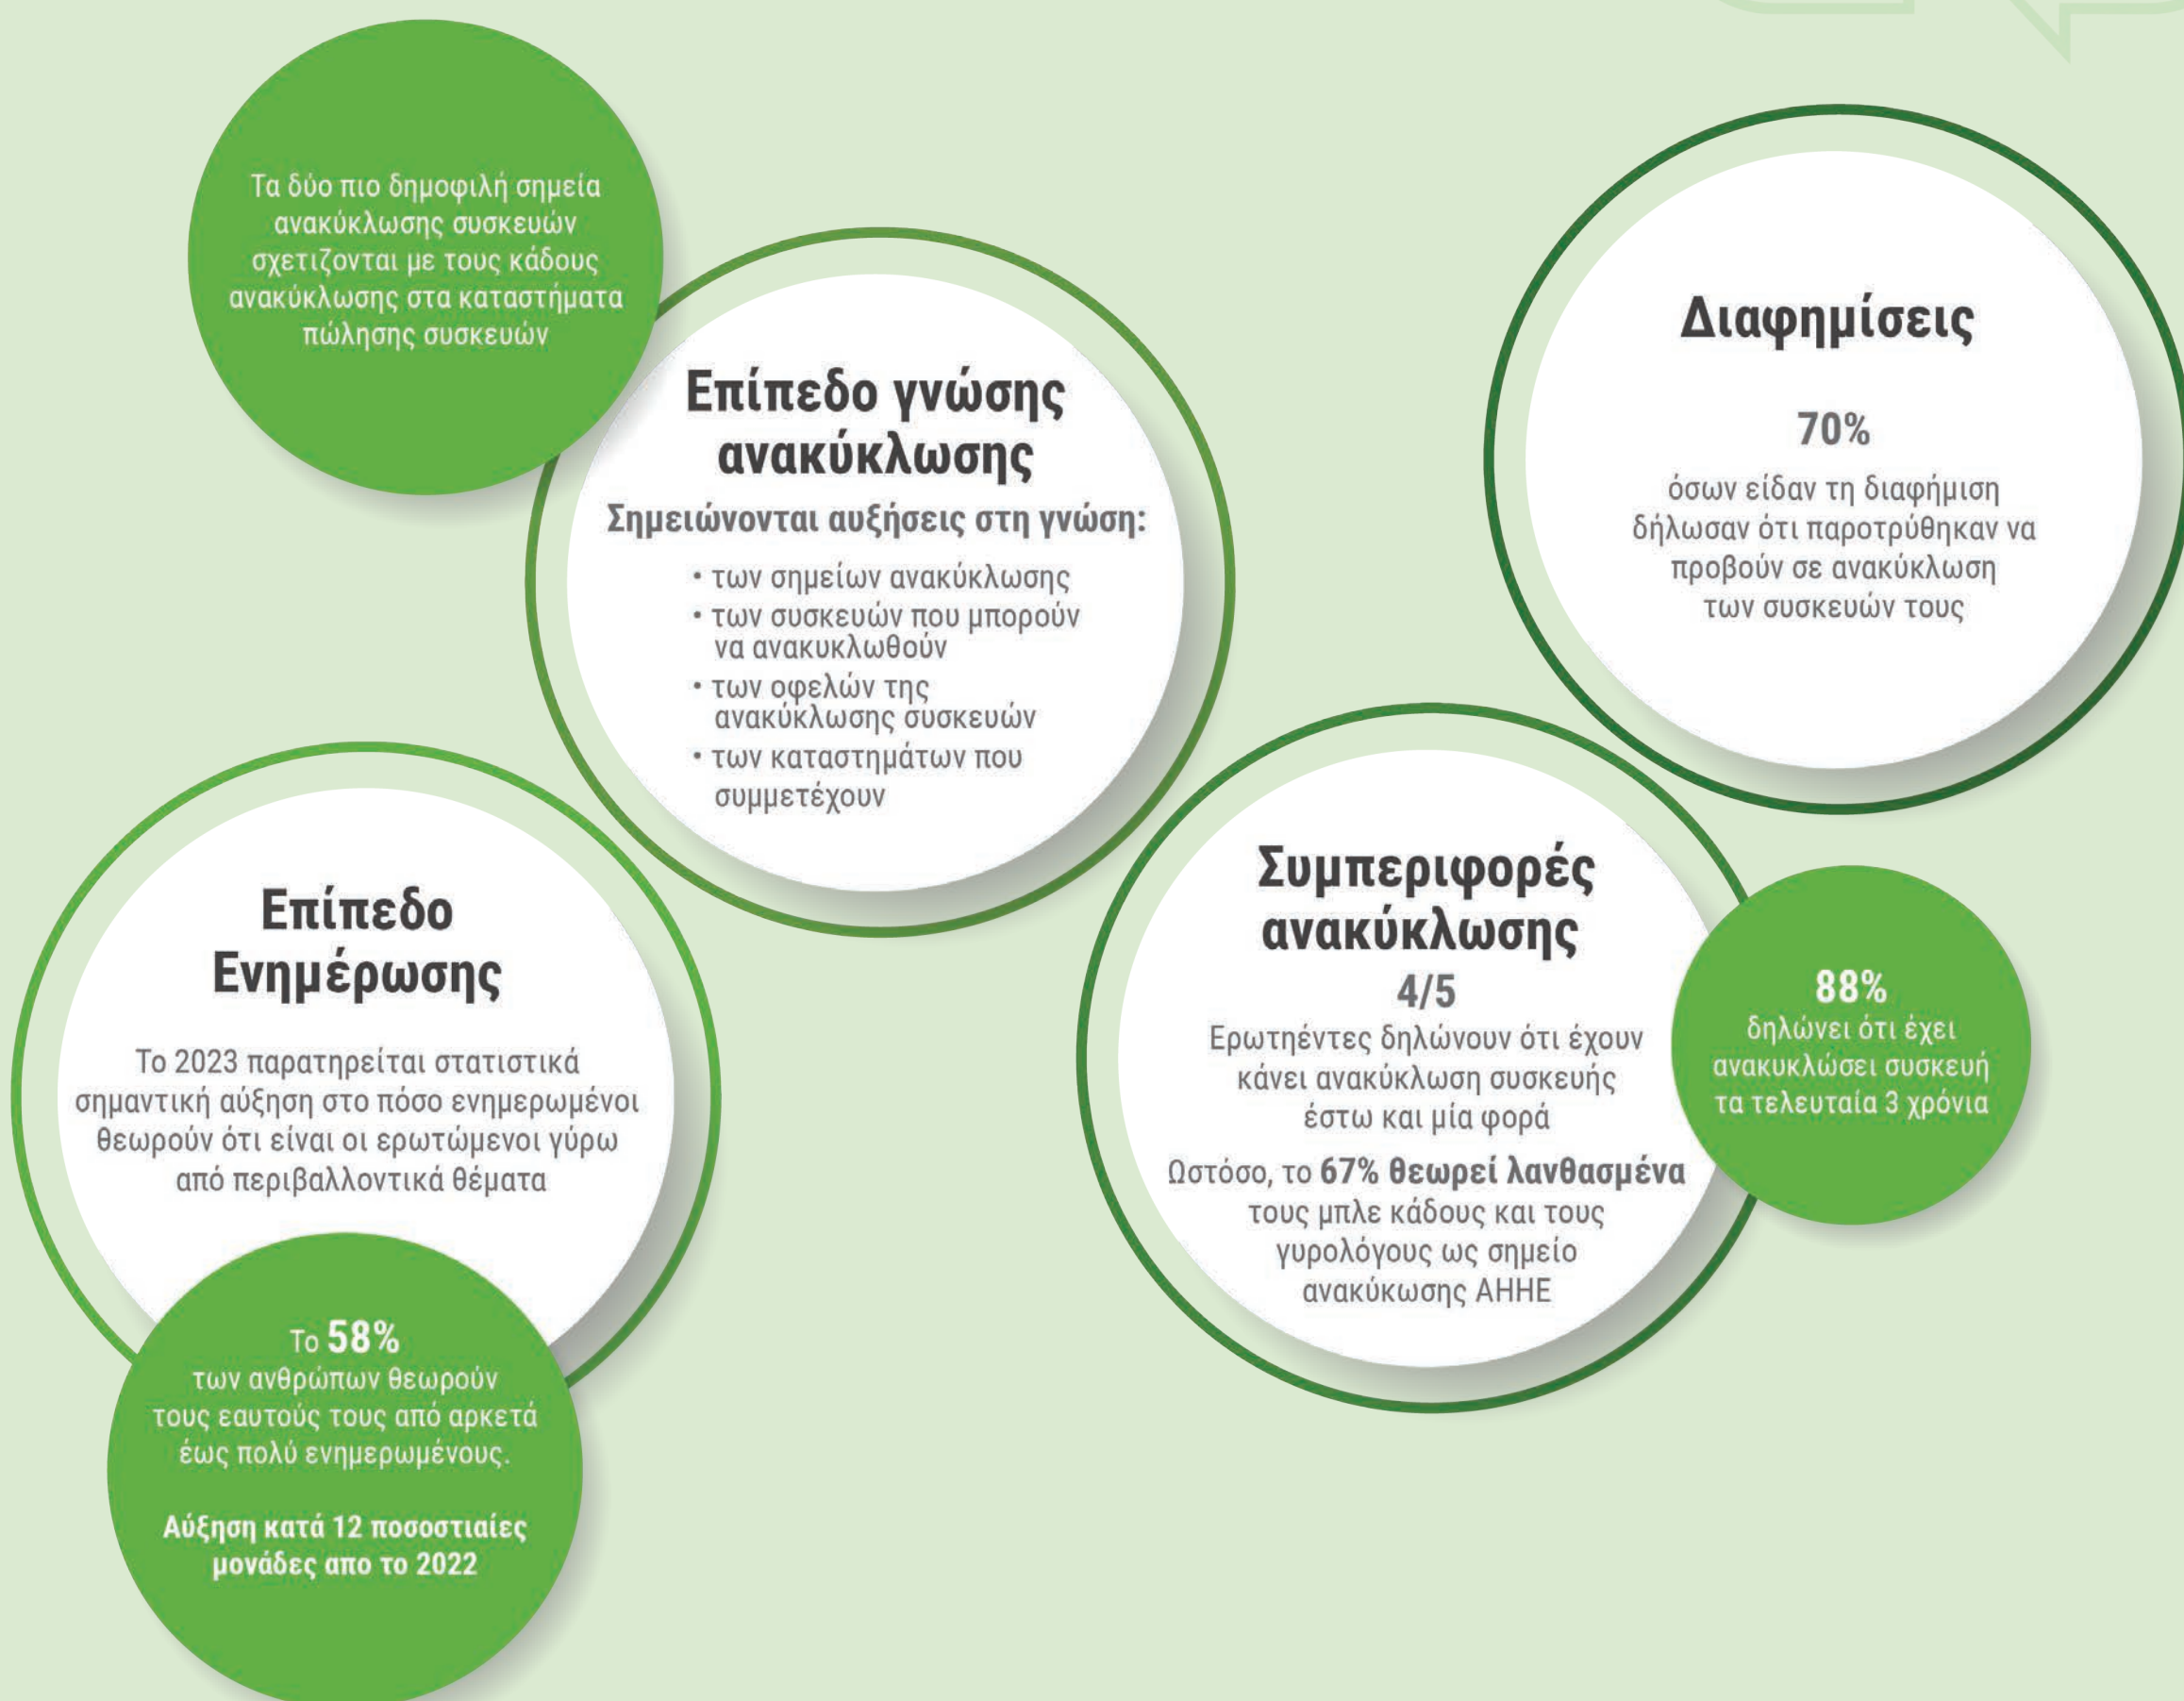 Τα δύο πιο δημοφιλή σημεία
ανακύκλωσης συσκευών
σχετιζονται με τους κάδους
ανακύκλωσης στα καταστήματα
πώλησης συσκευών
Επίπεδο γνώσης
ανακύκλωσης
Σημειώνονται αυξήσεις στη γνώση:
• των σημείων ανακύκλωσης
• των συσκευών που μπορούν
να ανακυκλωθούν
• των οφελών της
ανακύκλωσης συσκευών
• των καταστημάτων που
συμμετέχουν
Διαφημίσεις
70%
όσων είδαν τη διαφήμιση
δήλωσαν ότι παροτρύθηκαν να
προβούν σε ανακύκλωση
των συσκευών τους
Επίπεδο
Ενημέρωσης
Το 2023 παρατηρείται στατιστικά
σημαντική αύξηση στο πόσο ενημερωμένοι
θεωρούν ότι είναι οι ερωτώμενοι γύρω
από περιβαλλοντικά θέματα
Το 58%
των ανθρώπων θεωρούν
τους εαυτούς τους από αρκετά
έως πολύ ενημερωμένους.
Αύξηση κατά 12 ποσοστιαίες
μονάδες απο το 2022
Συμπεριφορές
ανακύκλωσης
4/5
Ερωτηέντες δηλώνουν ότι έχουν
κάνει ανακύκλωση συσκευής
έστω και μία φορά
Ωστόσο, το 67% θεωρεί λανθασμένα
τους μπλε κάδους και τους
γυρολόγους ως σημείο
ανακύκωσης ΑΗΗΕ
88%
δηλώνει ότι έχει
ανακυκλώσει συσκευή
τα τελευταία 3 χρόνια